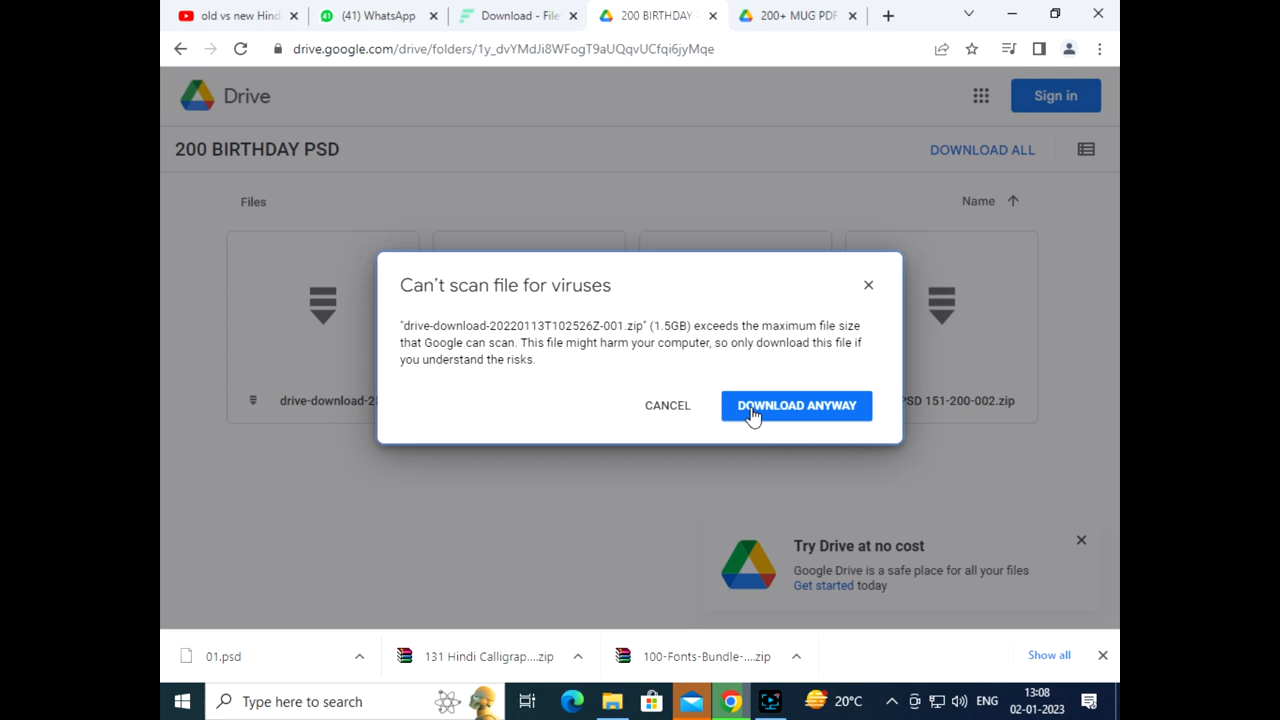 old vs new Hind
(41) WhatsApp
Download - File
200 BIRTHDAY
200+ MUG PDF
drive.google.com/drive/folders/1y_dvYMdJi8WFogT9aUQqvUCfqi6jyMqe
Drive
Sign in
200 BIRTHDAY PSD
DOWNLOAD ALL
Files
Name
Can't scan file for viruses
"drive-download-20220113T102526Z-001.zip" (1.5GB) exceeds the maximum file size
that Google can scan. This file might harm your computer, so only download this file if
you understand the risks.
CANCEL
DOWNLOAD ANYWAY
drive-download-2
PSD 151-200-002.zip
Try Drive at no cost
Google Drive is a safe place for all your files
Get started today
01.psd
131 Hindi Calligrap....zip
100-Fonts-Bundle-....zip
Show all
Type here to search
20°C
ENG
13:08
02-01-2023